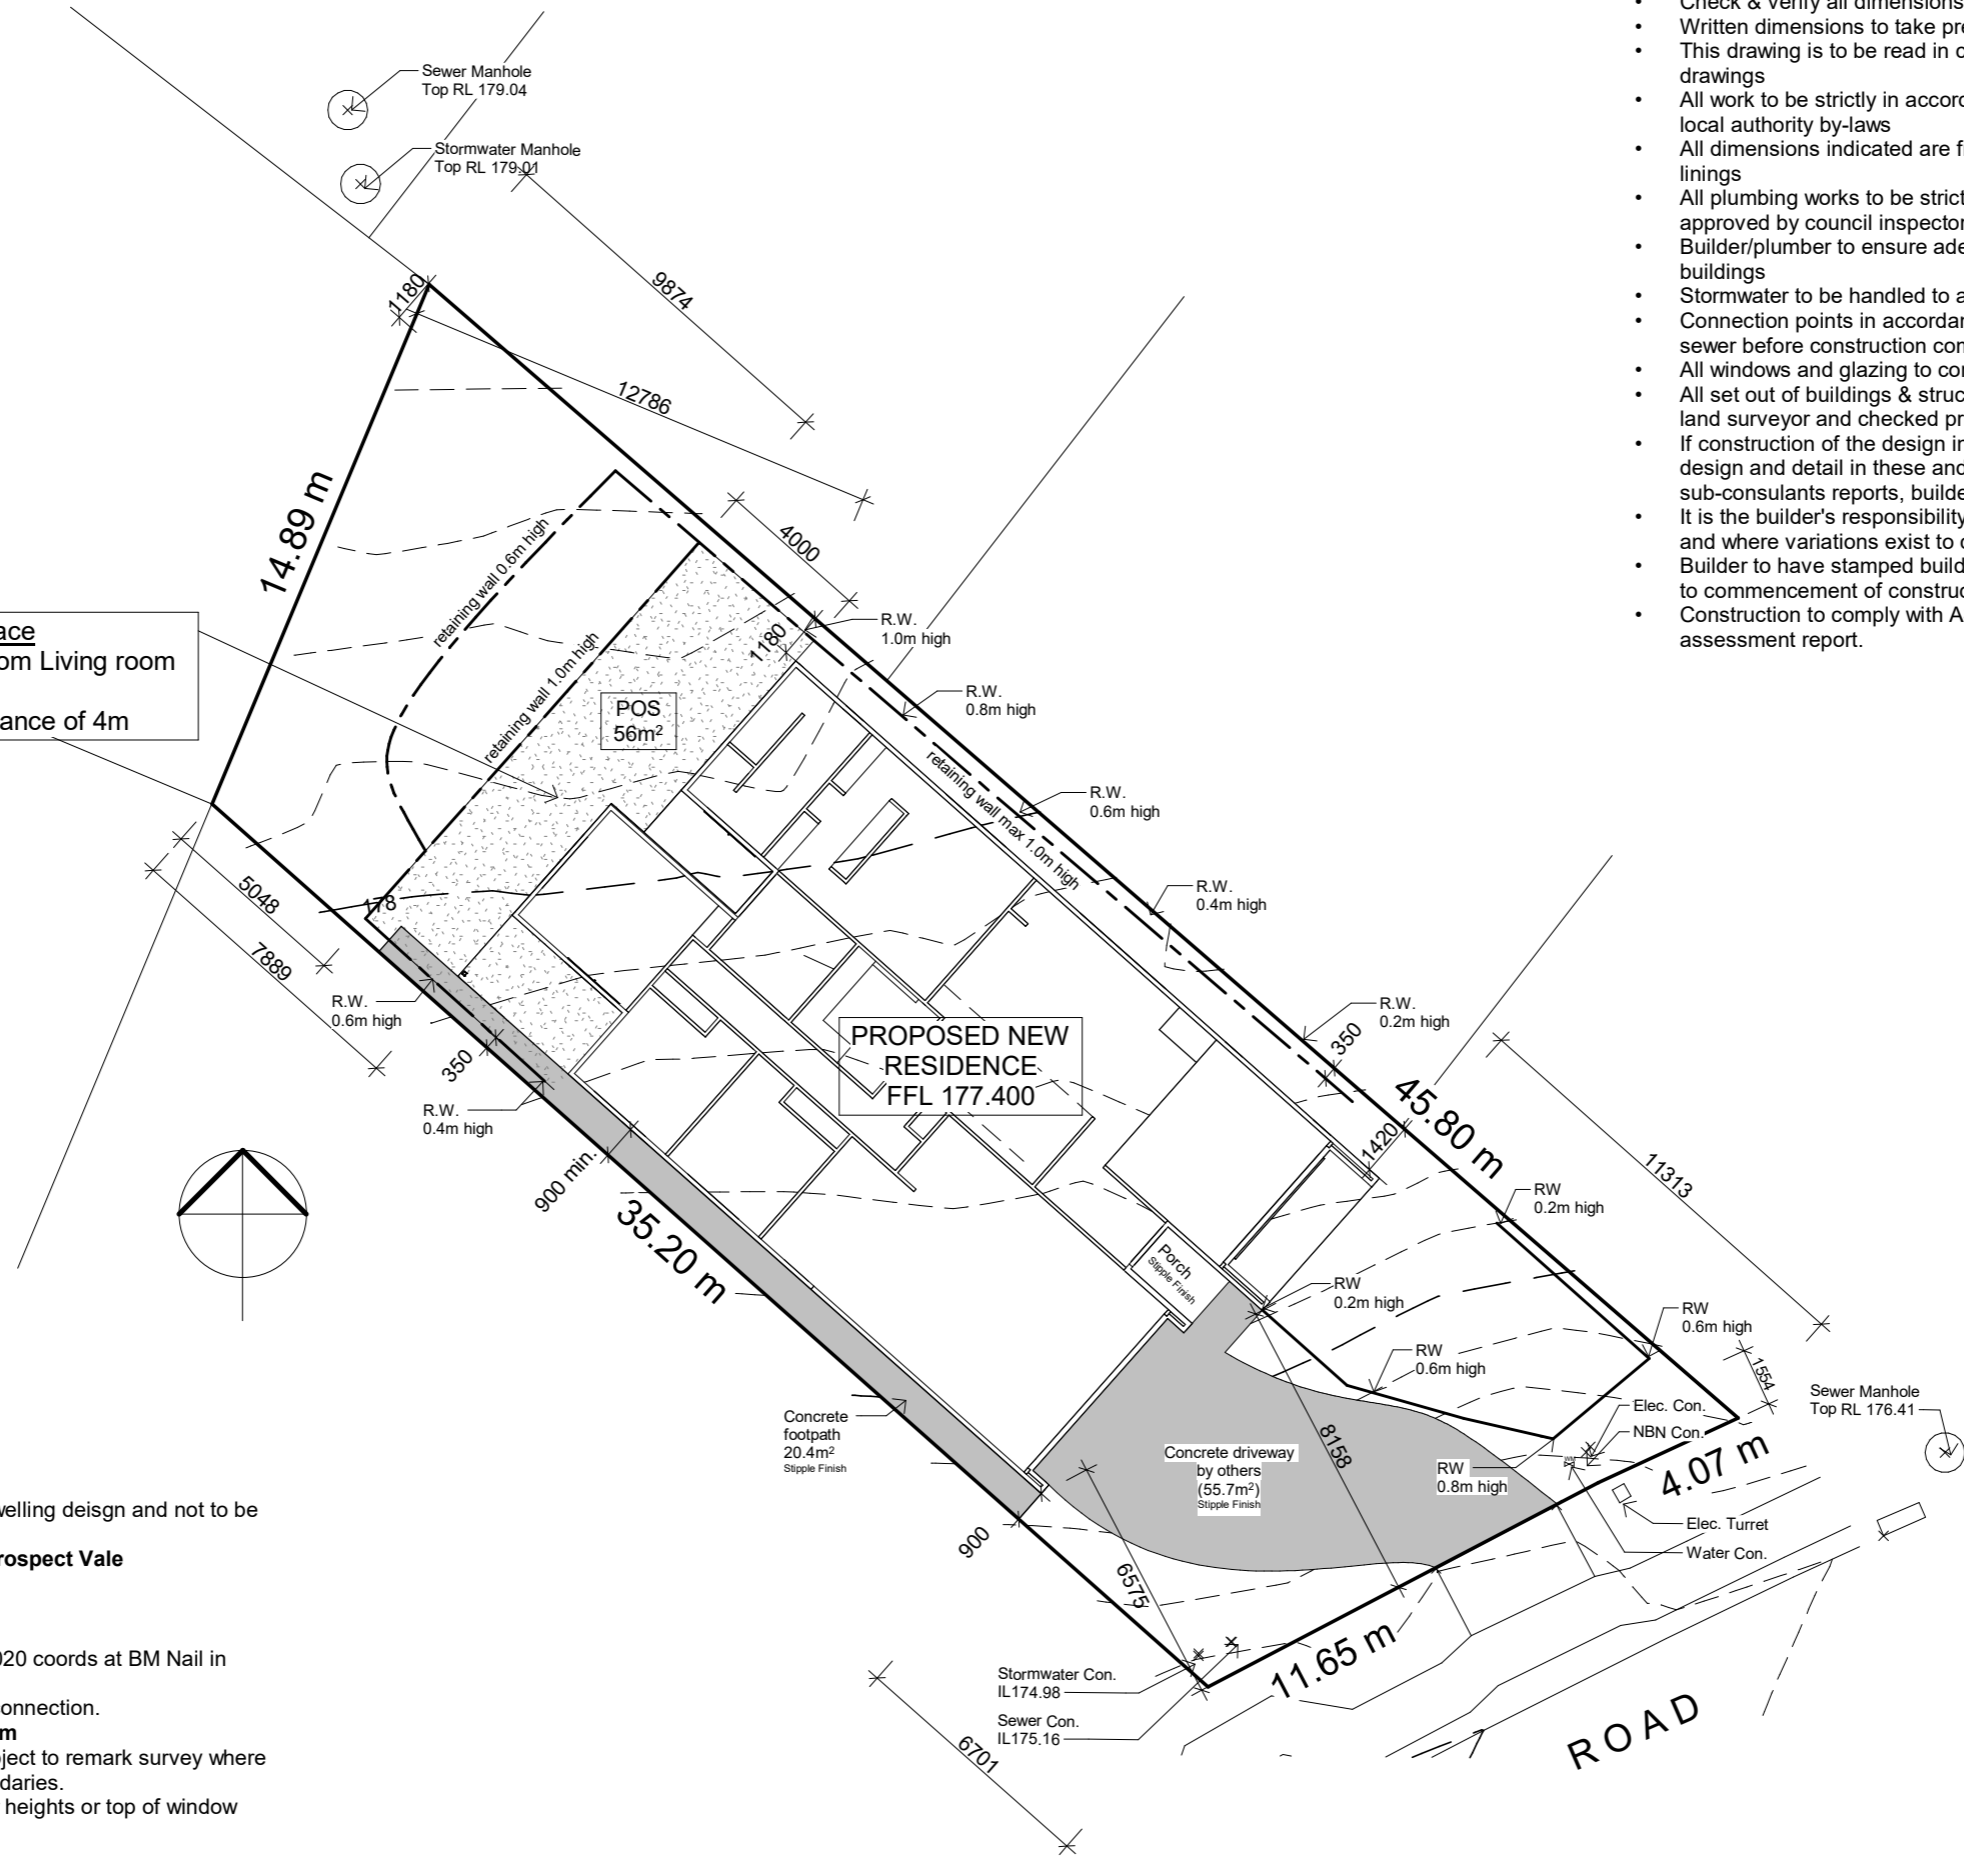 Check & verify all dimensions
Written dimensions to take pre
This drawing is to be read in c
drawings
All work to be strictly in accord
local authority by-laws
All dimensions indicated are f
linings
All plumbing works to be strict
approved by council inspector
Builder/plumber to ensure ade
buildings
Stormwater to be handled to a
Connection points in accordan
sewer before construction com
All windows and glazing to con
All set out of buildings & struc
land surveyor and checked pr
If construction of the design in
design and detail in these and
sub-consulants reports, builde
It is the builder's responsibility
and where variations exist to c
Builder to have stamped build
to commencement of construc
Construction to comply with A
assessment report.
Sewer Manhole
Top RL 179.04
Stormwater Manhole
Top RL 179.01
9874
1180
12786
4000
14.89 m
retaining wall 0.6m high
retaining wall 1.0m high
1180
R.W.
1.0m high
ace
om Living room
ance of 4m
POS
56m²
R.W.
0.8m high
retaining wall max 1.0m high
R.W.
0.6m high
R.W.
0.4m high
178
5048
7889
R.W.
0.6m high
350
R.W.
0.4m high
900 min.
35.20 m
PROPOSED NEW
RESIDENCE
FFL 177.400
R.W.
0.2m high
350
45.80 m
1420
11313
RW
0.2m high
Porch
Stipple Finish
RW
0.2m high
RW
0.6m high
RW
0.6m high
1554
Sewer Manhole
Top RL 176.41
Elec. Con.
NBN Con.
4.07 m
Concrete
footpath
20.4m²
Stipple Finish
Concrete driveway
by others
(55.7m²)
Stipple Finish
8158
RW
0.8m high
Elec. Turret
Water Con.
900
6575
11.65 m
Stormwater Con.
IL174.98
Sewer Con.
IL175.16
6701
ROAD
welling deisgn and not to be
rospect Vale
020 coords at BM Nail in
onnection.
m
ject to remark survey where
daries.
heights or top of window